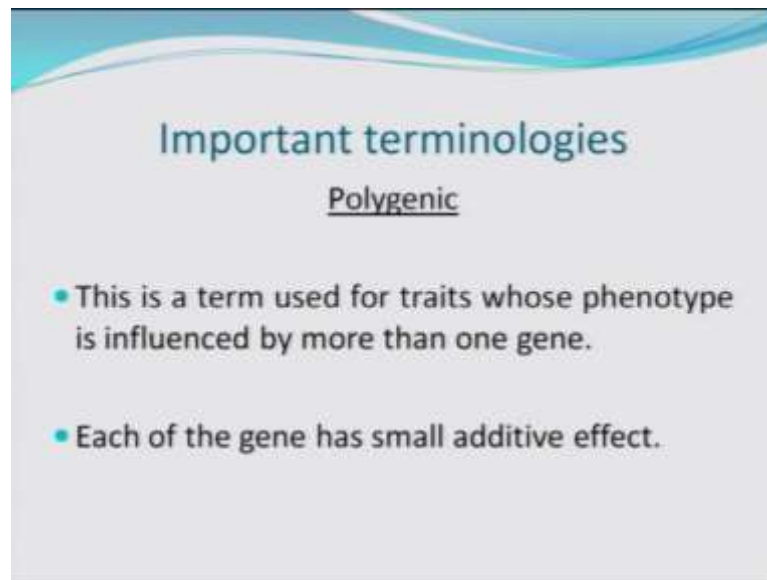 Important terminologies
Polygenic
• This is a term used for traits whose phenotype
is influenced by more than one gene.
• Each of the gene has small additive effect.